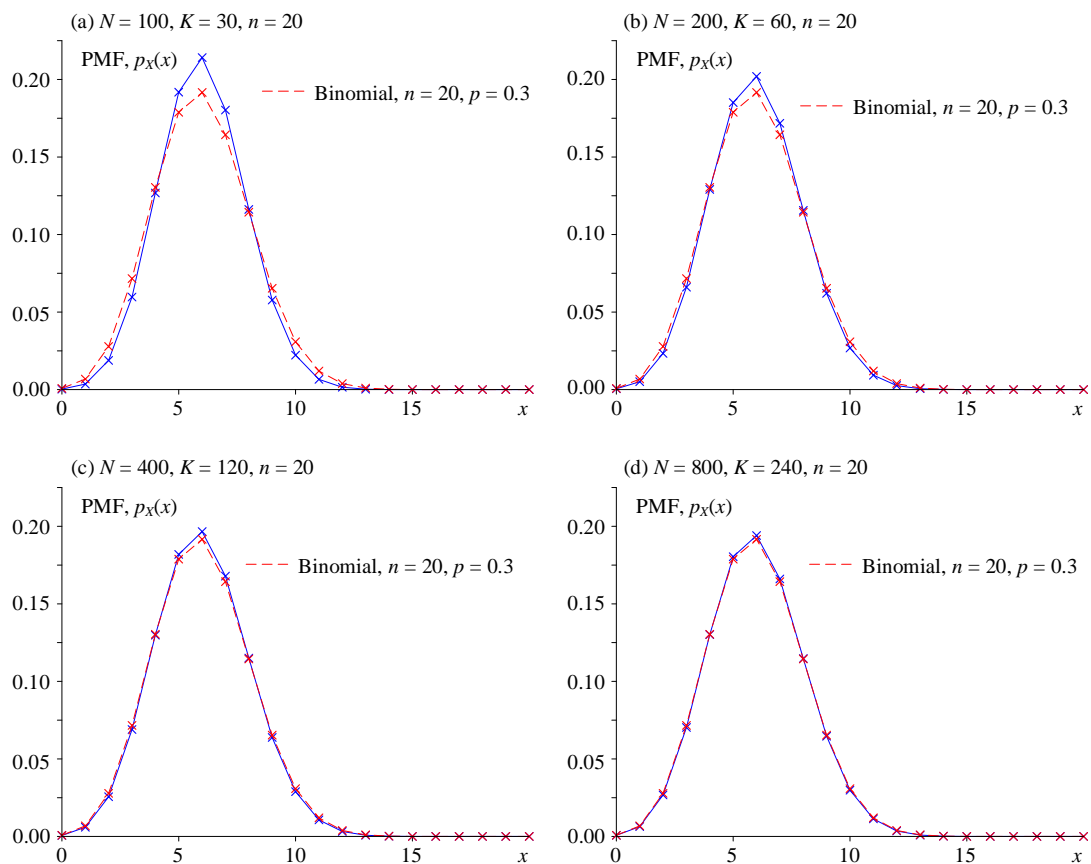 (a) N = 100, K = 30, n = 20
PMF, pX(x)
0.20
Binomial, n = 20, p = 0.3
0.15
0.10
0.05
0.00
0 5 10 15 x
(b) N = 200, K = 60, n = 20
PMF, pX(x)
0.20
Binomial, n = 20, p = 0.3
0.15
0.10
0.05
0.00
0 5 10 15 x
(c) N = 400, K = 120, n = 20
PMF, pX(x)
0.20
Binomial, n = 20, p = 0.3
0.15
0.10
0.05
0.00
0 5 10 15 x
(d) N = 800, K = 240, n = 20
PMF, pX(x)
0.20
Binomial, n = 20, p = 0.3
0.15
0.10
0.05
0.00
0 5 10 15 x